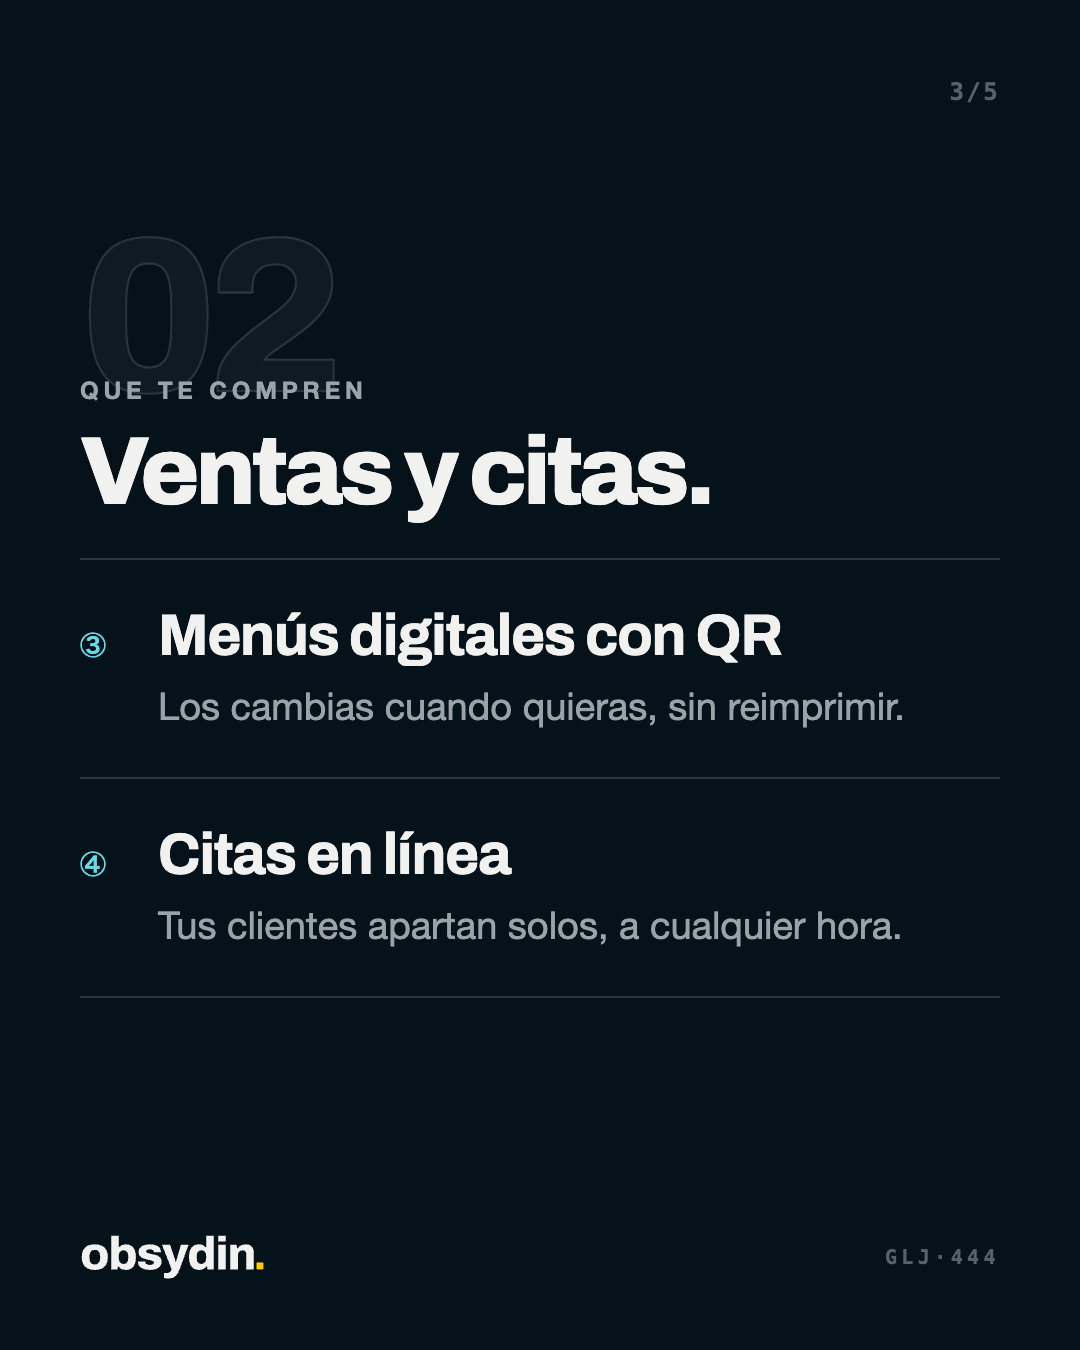 3/5
02
QUE TE COMPREN
Ventas y citas.
③ Menús digitales con QR
Los cambias cuando quieras, sin reimprimir.
④ Citas en línea
Tus clientes apartan solos, a cualquier hora.
obsydin.
GLJ·444